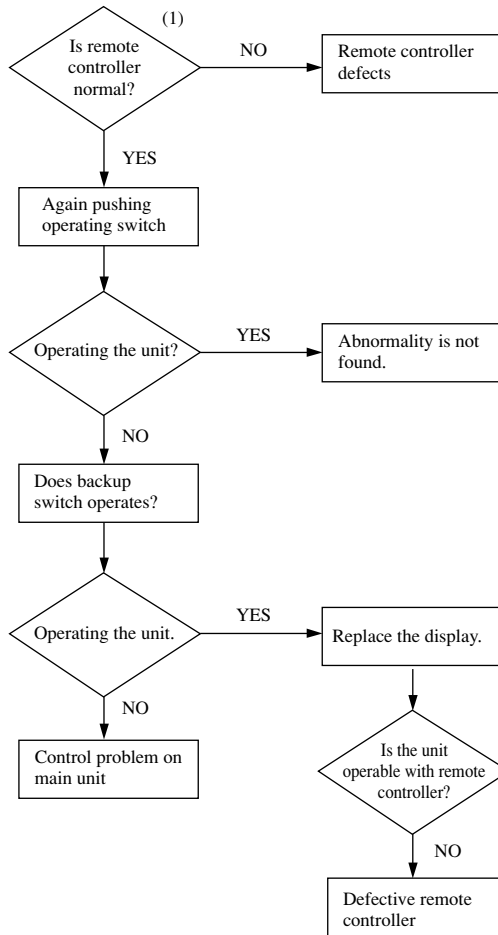 (1)
Is remote
controller
normal?
NO
Remote controller
defects
YES
Again pushing
operating switch
Operating the unit?
YES
Abnormality is not
found.
NO
Does backup
switch operates?
Operating the unit.
YES
Replace the display.
NO
Control problem on
main unit
Is the unit
operable with remote
controller?
NO
Defective remote
controller